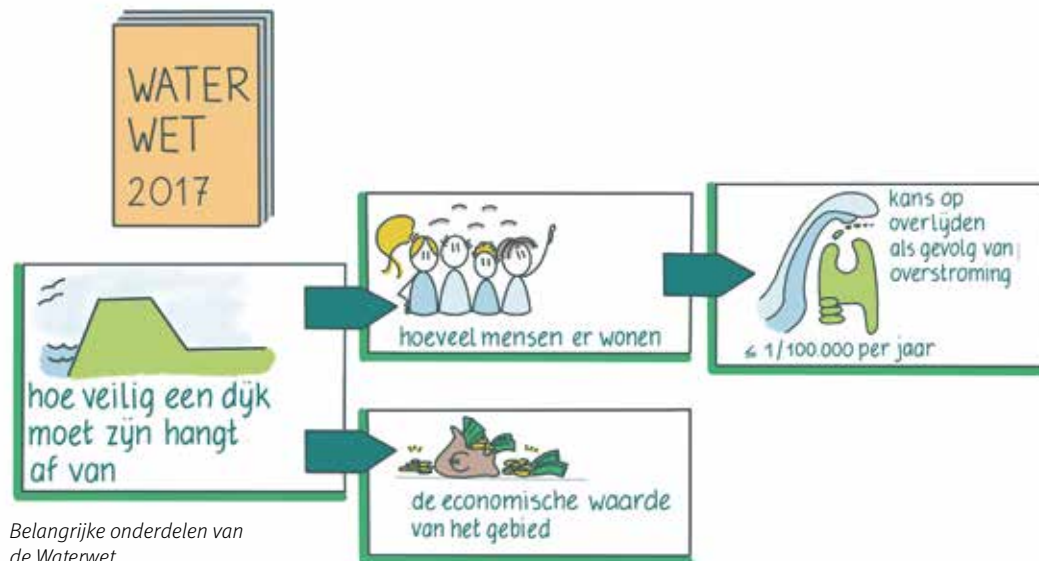 WATER
WET
2017
hoe veilig een dijk
moet zijn hangt
af van
hoeveel mensen er wonen
kans op
overlijden
als gevolg van
overstroming
≤ 1/100.000 per jaar
€
de economische waarde
van het gebied
Belangrijke onderdelen van
de Waterwet